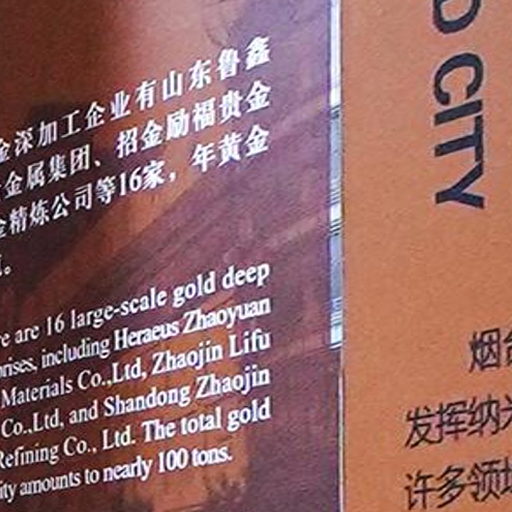 金深加工企业有山东鲁鑫
金属集团、招金励福贵金
金精炼公司等16家，年黄金
。
re are 16 large-scale gold deep
prises, including Heraeus Zhaoyuan
Materials Co.,Ltd, Zhaojin Lifu
Co.,Ltd, and Shandong Zhaojin
Refining Co., Ltd. The total gold
ity amounts to nearly 100 tons.
D CITY
烟台
发挥纳米
许多领域